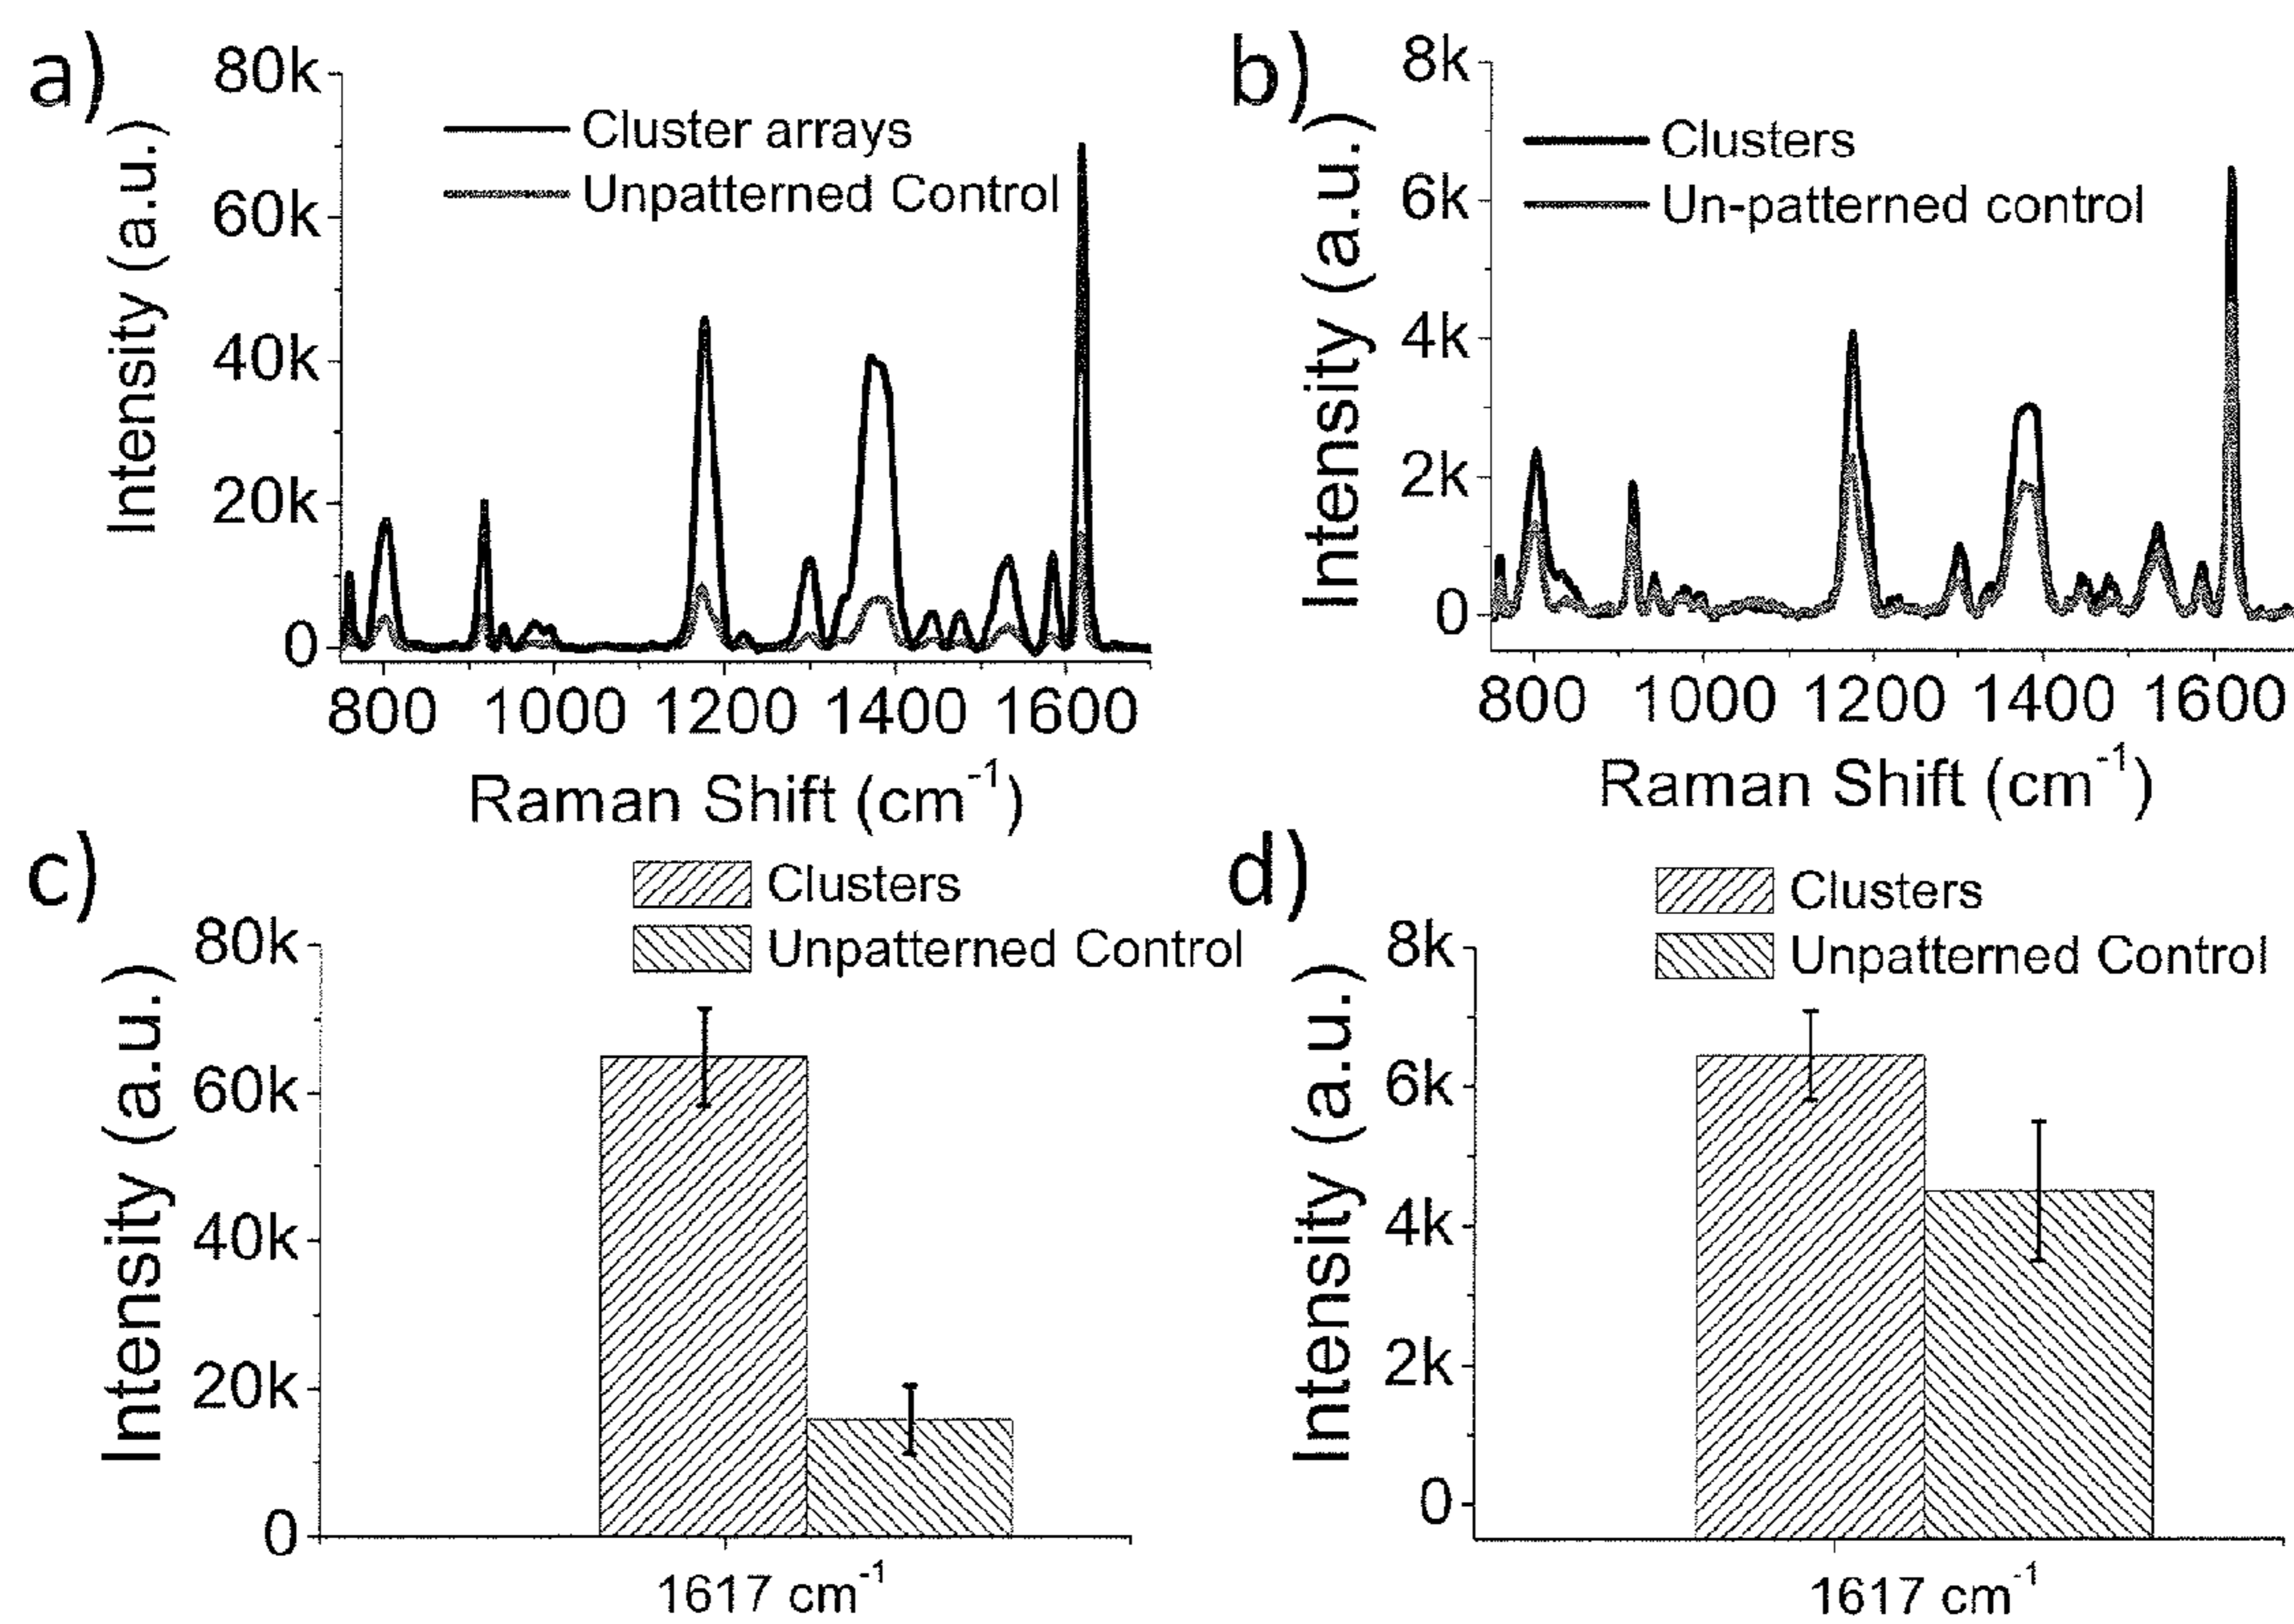 a)
80k
60k
40k
20k
0
Intensity (a.u.)
Cluster arrays
Unpatterned Control
800 1000 1200 1400 1600
Raman Shift (cm-1)
b)
8k
6k
4k
2k
0
Intensity (a.u.)
Clusters
Un-patterned control
800 1000 1200 1400 1600
Raman Shift (cm-1)
c)
Clusters
Unpatterned Control
80k
60k
40k
20k
0
Intensity (a.u.)
1617 cm-1
d)
Clusters
Unpatterned Control
8k
6k
4k
2k
0
Intensity (a.u.)
1617 cm-1